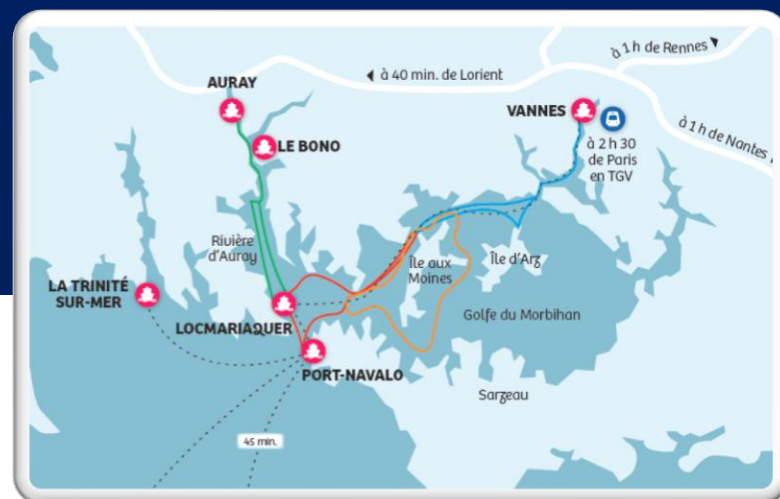 à 1 h de Rennes
à 40 min. de Lorient
AURAY
VANNES
à 1 h de Nantes
LE BONO
à 2 h 30
de Paris
en TGV
Rivière
d'Auray
Île aux
Moines
Île d'Arz
LA TRINITÉ
SUR-MER
LOCMARIAQUER
Golfe du Morbihan
PORT-NAVALO
Sarzeau
45 min.